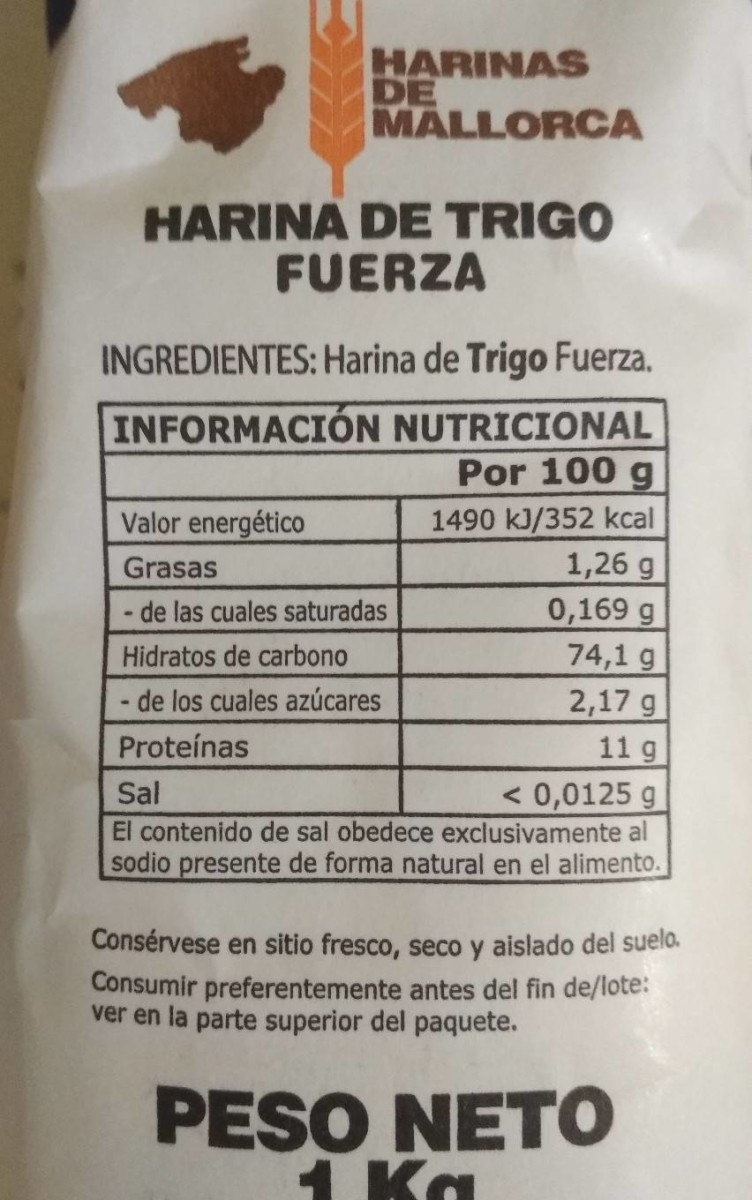 HARINAS
DE
MALLORCA
HARINA DE TRIGO
FUERZA
INGREDIENTES: Harina de Trigo Fuerza.
INFORMACIÓN NUTRICIONAL
Por 100 g
Valor energético 1490 kJ/352 kcal
Grasas 1,26 g
- de las cuales saturadas 0,169 g
Hidratos de carbono 74,1 g
- de los cuales azúcares 2,17 g
Proteínas 11 g
Sal < 0,0125 g
El contenido de sal obedece exclusivamente al
sodio presente de forma natural en el alimento.
Consérvese en sitio fresco, seco y aislado del suelo.
Consumir preferentemente antes del fin de/lote:
ver en la parte superior del paquete.
PESO NETO
1 Kg